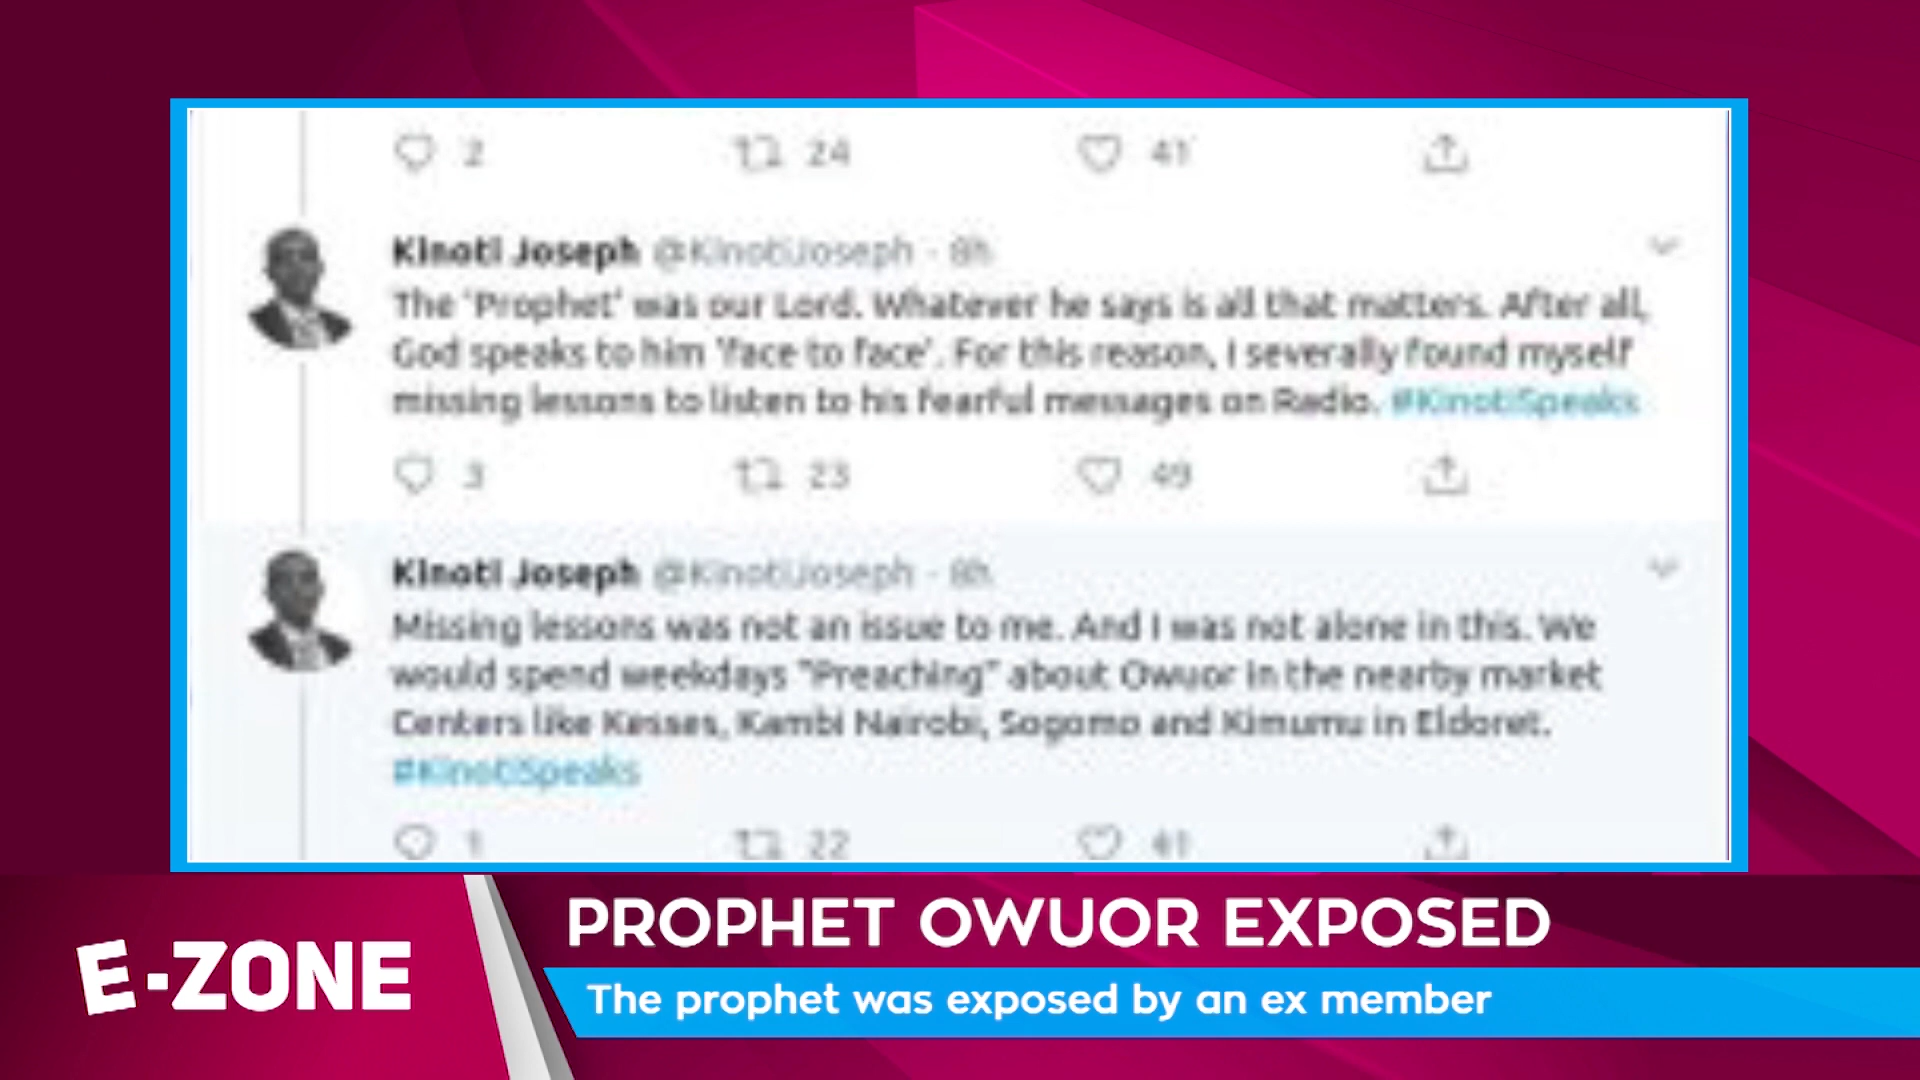 2 24 41
Kinoti Joseph @KinotiJoseph · 8h
The 'Prophet' was our Lord. Whatever he says is all that matters. After all,
God speaks to him 'face to face'. For this reason, I severally found myself
missing lessons to listen to his fearful messages on Radio. #KinotiSpeaks
3 23 49
Kinoti Joseph @KinotiJoseph · 8h
Missing lessons was not an issue to me. And I was not alone in this. We
would spend weekdays "Preaching" about Owuor in the nearby market
Centers like Kesses, Kambi Nairobi, Sogomo and Kimumu in Eldoret.
#KinotiSpeaks
1 22 41
E-ZONE
PROPHET OWUOR EXPOSED
The prophet was exposed by an ex member